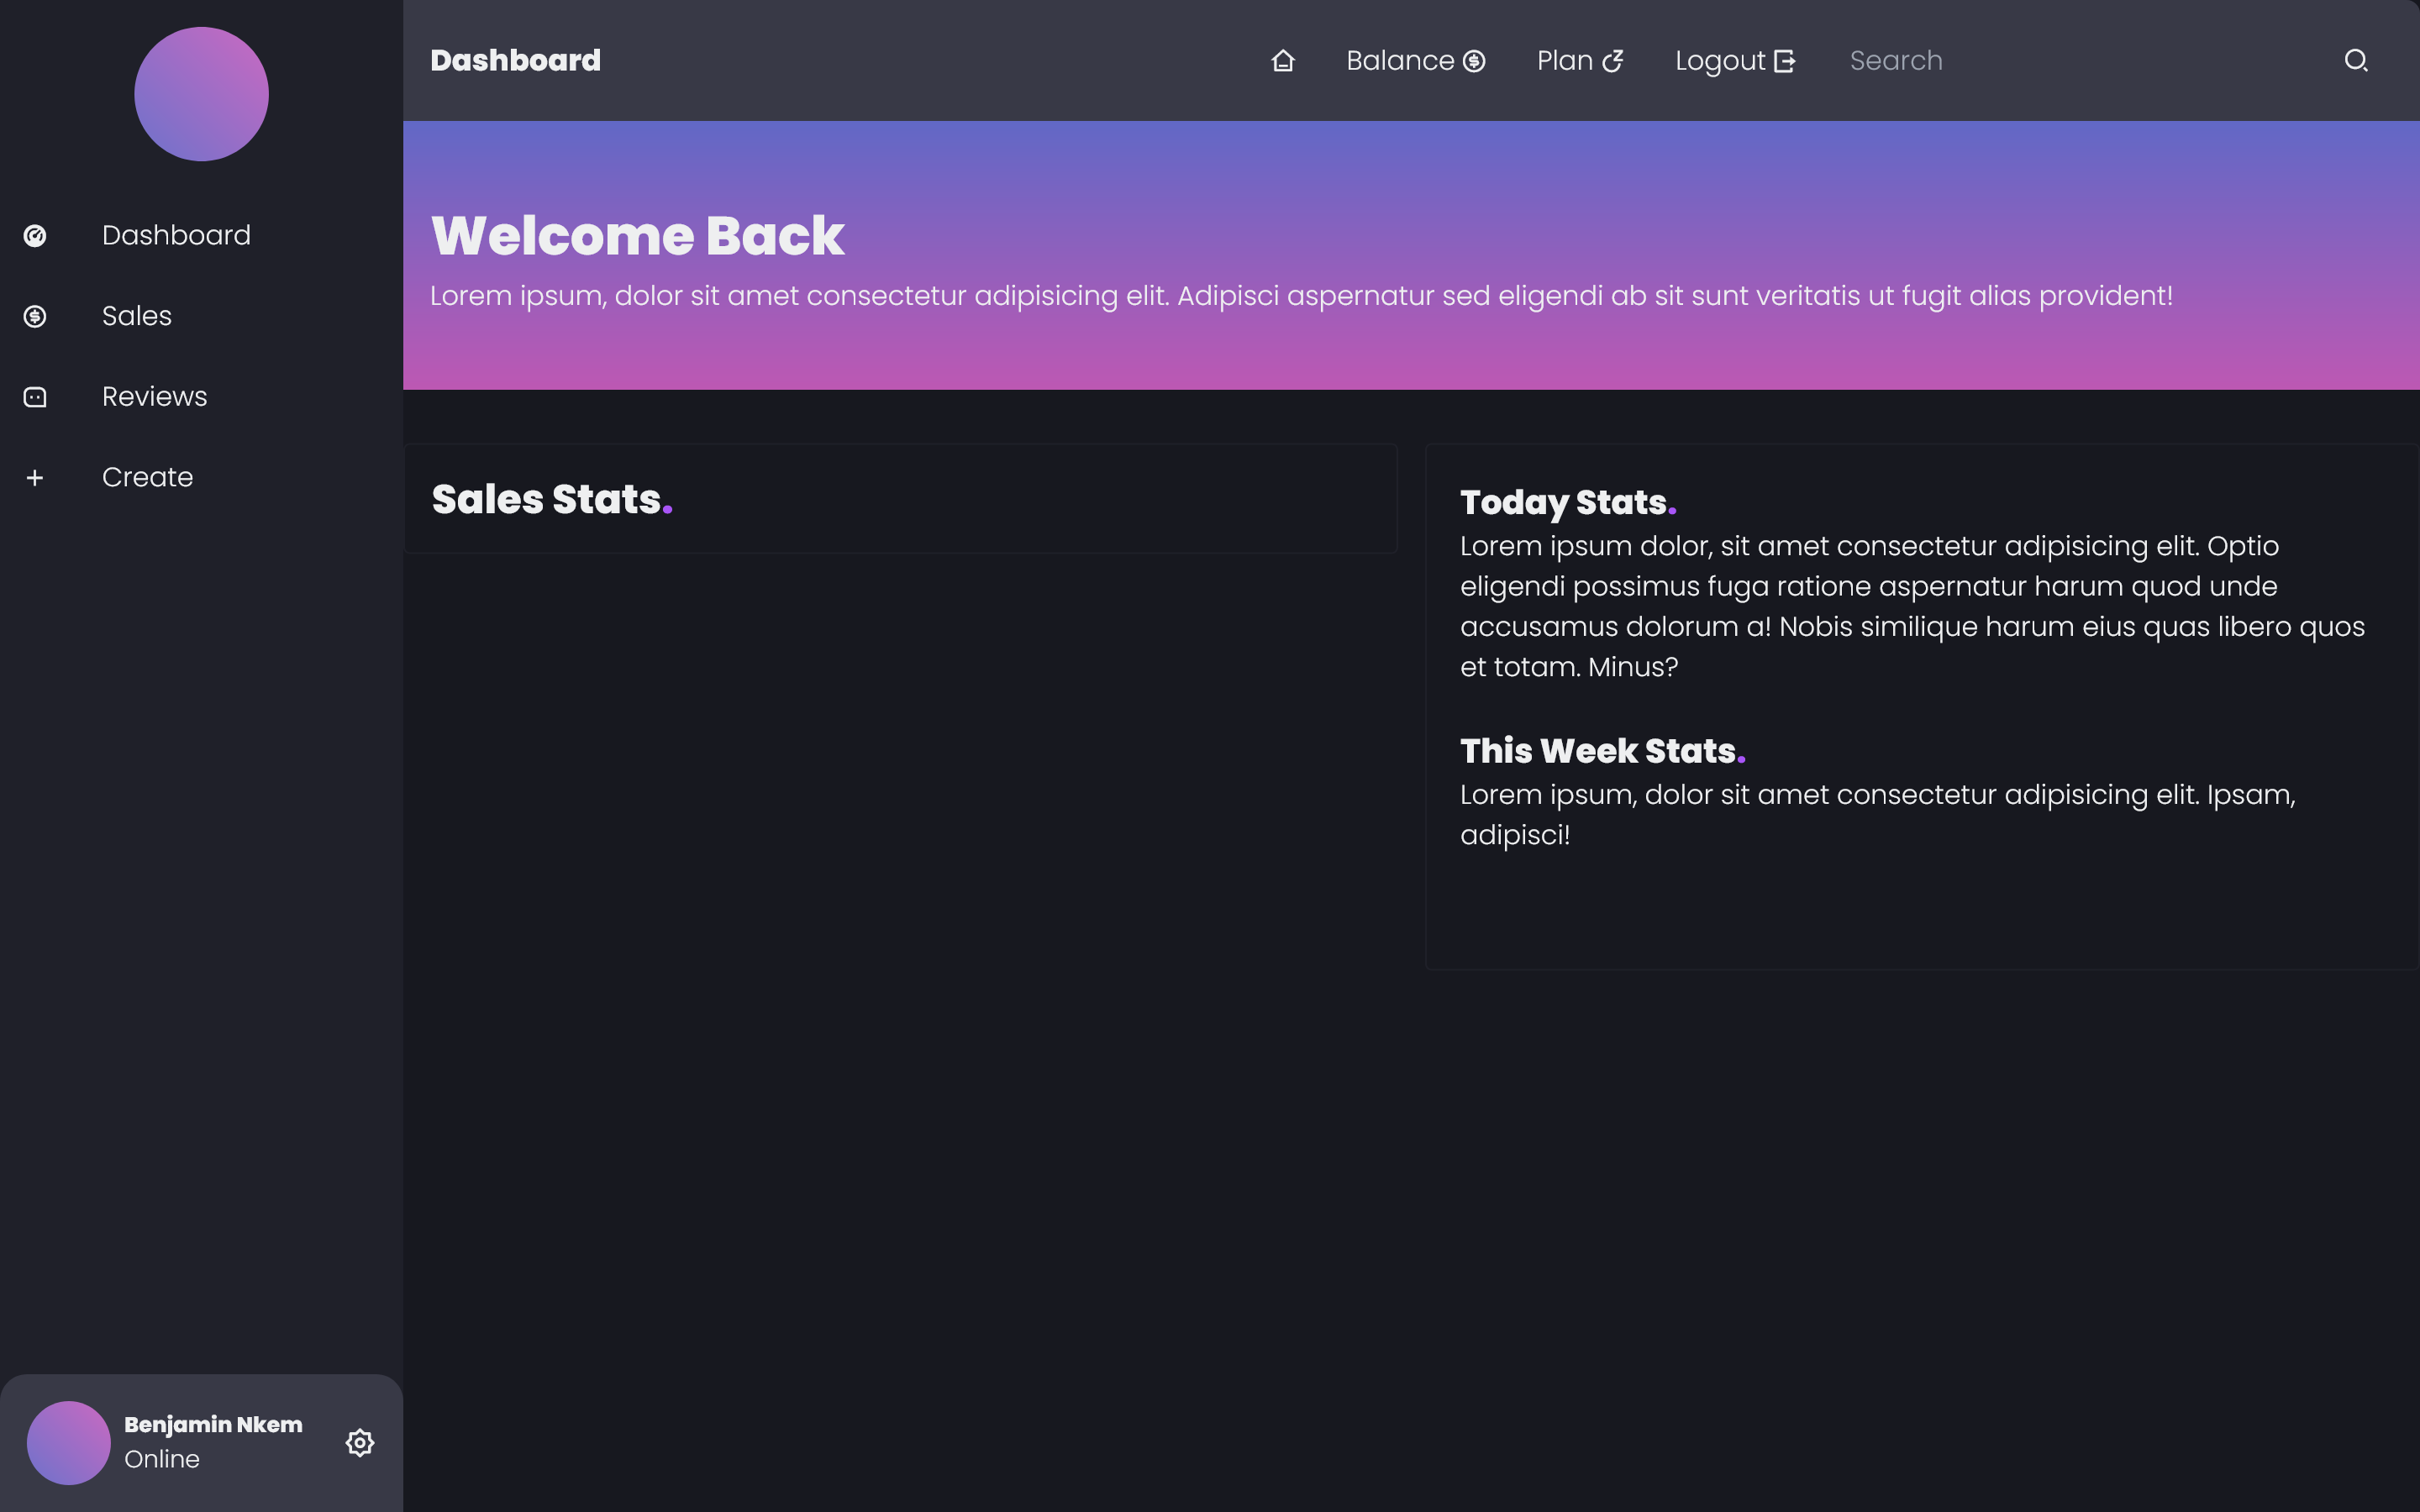 Dashboard
Sales
Reviews
Create
Benjamin Nkem
Online
Dashboard
Balance
Plan
Logout
Search
Welcome Back
Lorem ipsum, dolor sit amet consectetur adipisicing elit. Adipisci aspernatur sed eligendi ab sit sunt veritatis ut fugit alias provident!
Sales Stats.
Today Stats.
Lorem ipsum dolor, sit amet consectetur adipisicing elit. Optio
eligendi possimus fuga ratione aspernatur harum quod unde
accusamus dolorum a! Nobis similique harum eius quas libero quos
et totam. Minus?
This Week Stats.
Lorem ipsum, dolor sit amet consectetur adipisicing elit. Ipsam,
adipisci!